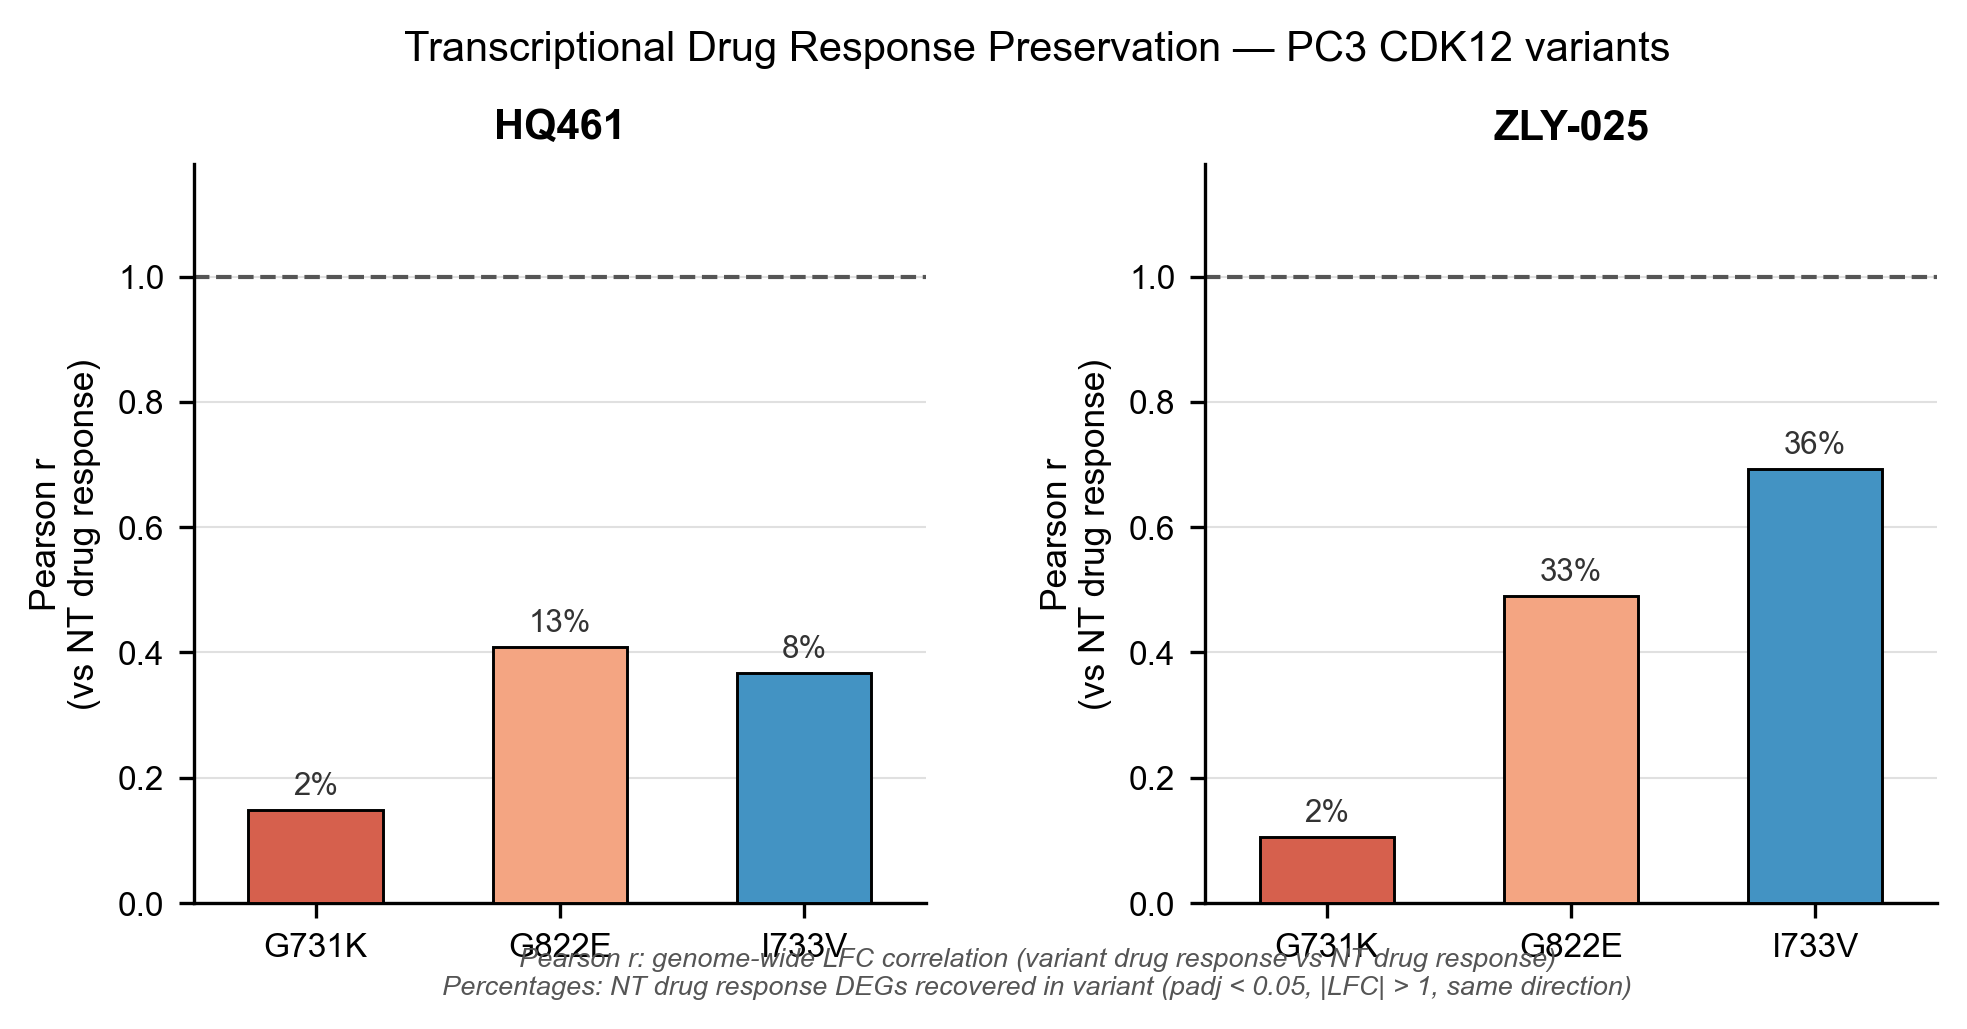 Transcriptional Drug Response Preservation — PC3 CDK12 variants
HQ461
Pearson r
(vs NT drug response)
1.0
0.8
0.6
0.4
0.2
0.0
2%
13%
8%
G731K
G822E
I733V
ZLY-025
Pearson r
(vs NT drug response)
1.0
0.8
0.6
0.4
0.2
0.0
2%
33%
36%
G731K
G822E
I733V
Pearson r: genome-wide LFC correlation (variant drug response vs NT drug response)
Percentages: NT drug response DEGs recovered in variant (padj < 0.05, |LFC| > 1, same direction)